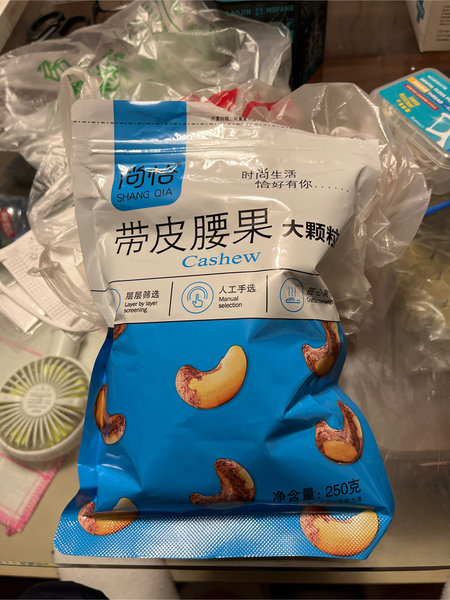 尚恰
SHANG QIA
时尚生活
恰好有你......
带皮腰果 大颗粒
Cashew
层层筛选
Layer by layer
screening
人工手选
Manual
selection
匠心
净含量: 250克